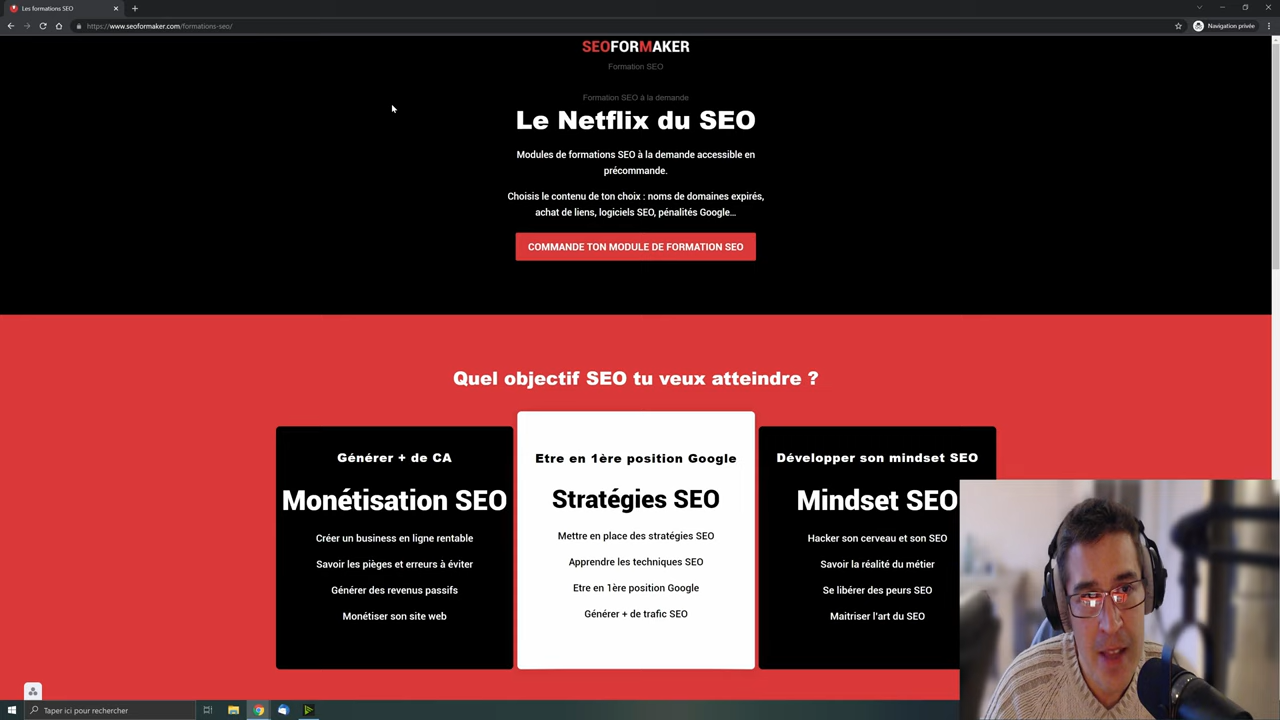 Les formations SEO
https://www.seoformaker.com/formations-seo/
Navigation privée
SEOFORMAKER
Formation SEO
Formation SEO à la demande
Le Netflix du SEO
Modules de formations SEO à la demande accessible en
précommande.
Choisis le contenu de ton choix : noms de domaines expirés,
achat de liens, logiciels SEO, pénalités Google...
COMMANDE TON MODULE DE FORMATION SEO
Quel objectif SEO tu veux atteindre ?
Générer + de CA
Monétisation SEO
Créer un business en ligne rentable
Savoir les pièges et erreurs à éviter
Générer des revenus passifs
Monétiser son site web
Etre en 1ère position Google
Stratégies SEO
Mettre en place des stratégies SEO
Apprendre les techniques SEO
Etre en 1ère position Google
Générer + de trafic SEO
Développer son mindset SEO
Mindset SEO
Hacker son cerveau et son SEO
Savoir la réalité du métier
Se libérer des peurs SEO
Maitriser l'art du SEO
Taper ici pour rechercher